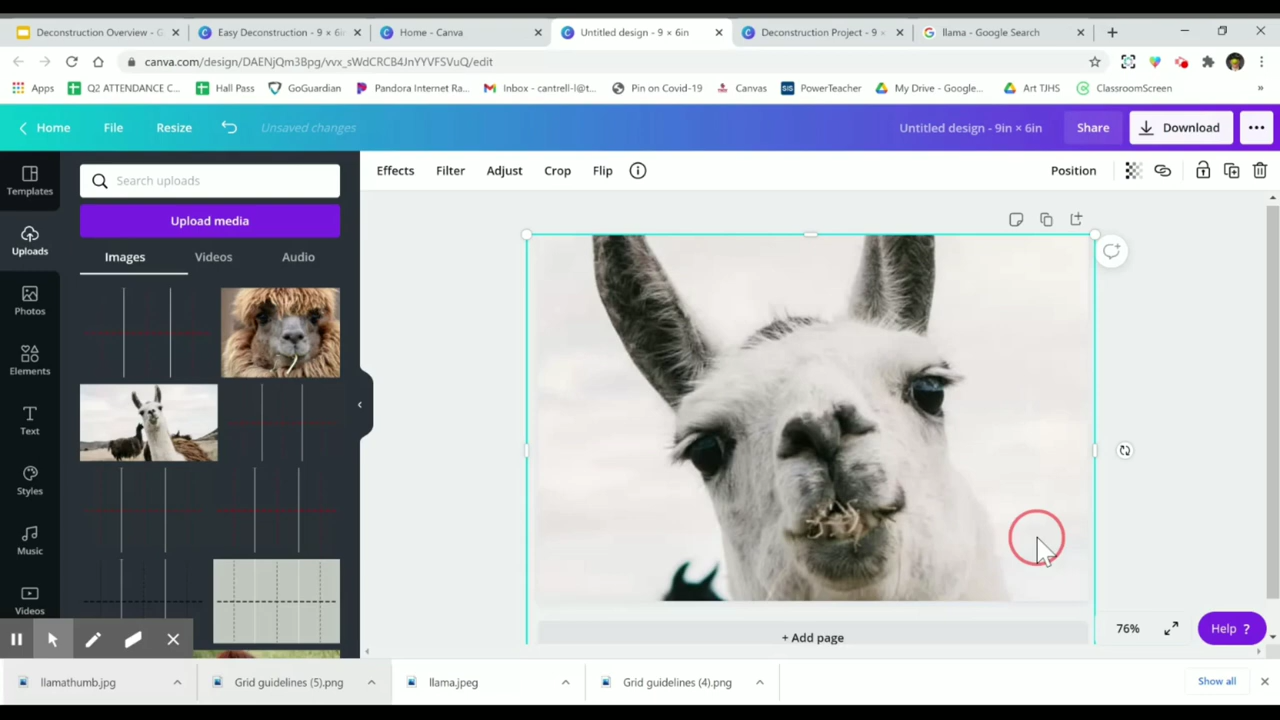 Deconstruction Overview - G
Easy Deconstruction - 9 × 6in
Home - Canva
Untitled design - 9 × 6in
Deconstruction Project - 9 ×
llama - Google Search
canva.com/design/DAENjQm3Bpg/vvx_sWdCRCB4JnYYVFSVuQ/edit
Apps
Q2 ATTENDANCE C...
Hall Pass
GoGuardian
Pandora Internet Ra...
Inbox - cantrell-l@t...
Pin on Covid-19
Canvas
SIS
PowerTeacher
My Drive - Google...
Art TJHS
ClassroomScreen
»
Home
File
Resize
Unsaved changes
Untitled design - 9in × 6in
Share
Download
Templates
Search uploads
Effects
Filter
Adjust
Crop
Flip
Position
Upload media
Uploads
Images
Videos
Audio
Photos
Elements
Text
Styles
Music
Videos
+ Add page
76%
Help ?
llamathumb.jpg
Grid guidelines (5).png
llama.jpeg
Grid guidelines (4).png
Show all